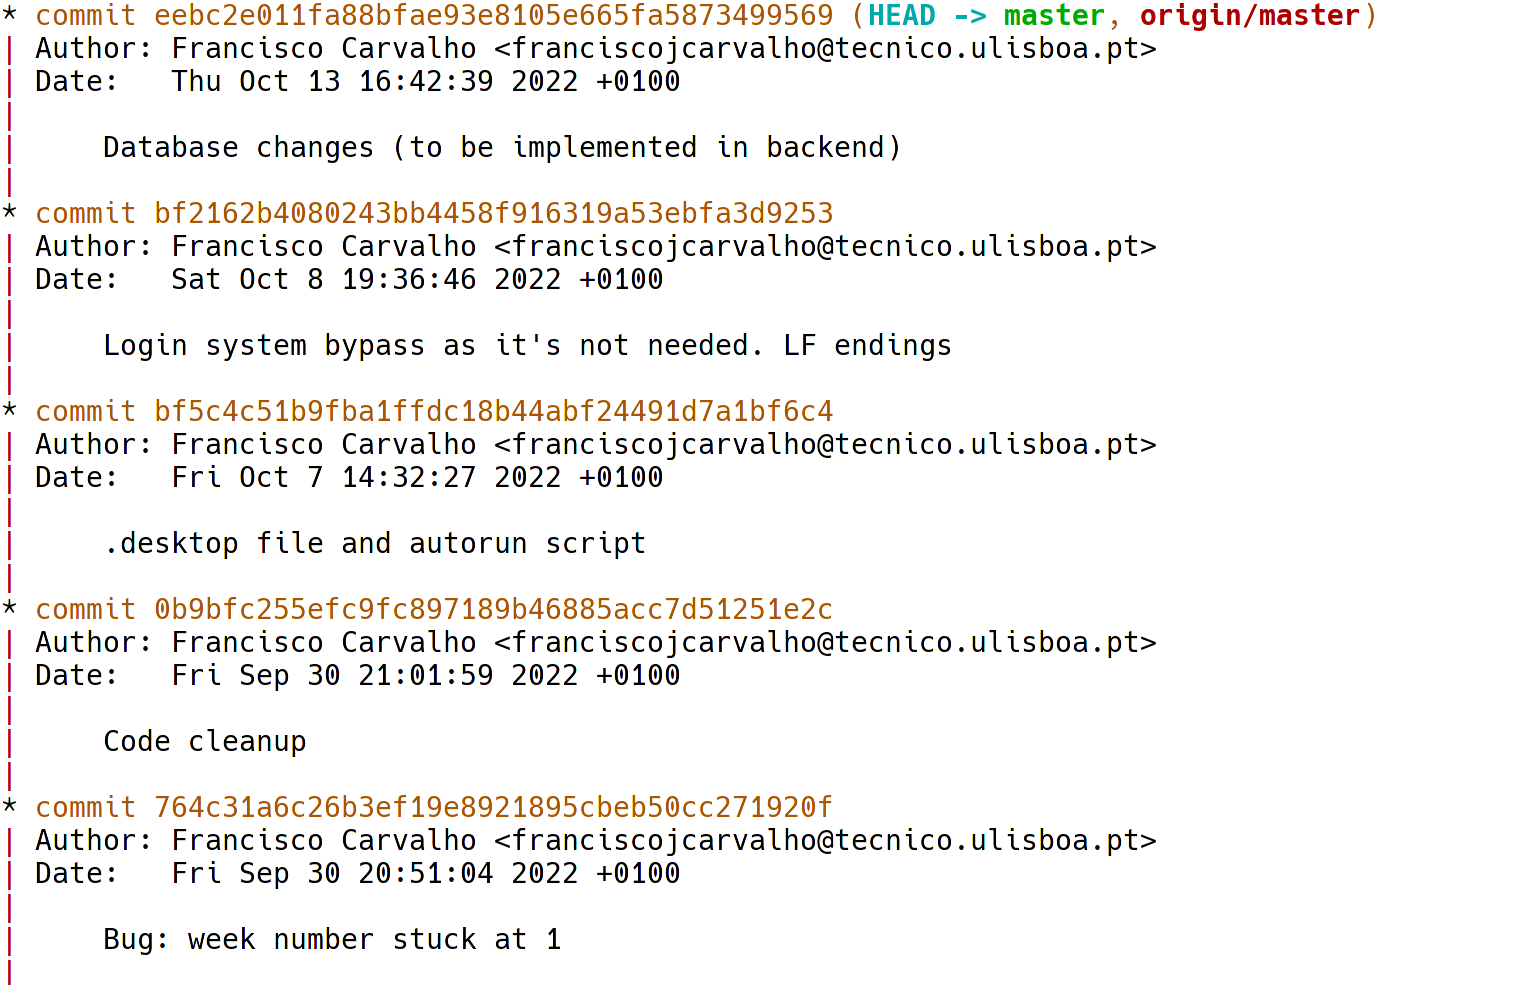 * commit eebc2e011fa88bfae93e8105e665fa5873499569 (HEAD -> master, origin/master)
| Author: Francisco Carvalho <franciscojcarvalho@tecnico.ulisboa.pt>
| Date:   Thu Oct 13 16:42:39 2022 +0100
|
|     Database changes (to be implemented in backend)
|
* commit bf2162b4080243bb4458f916319a53ebfa3d9253
| Author: Francisco Carvalho <franciscojcarvalho@tecnico.ulisboa.pt>
| Date:   Sat Oct 8 19:36:46 2022 +0100
|
|     Login system bypass as it's not needed. LF endings
|
* commit bf5c4c51b9fba1ffdc18b44abf24491d7a1bf6c4
| Author: Francisco Carvalho <franciscojcarvalho@tecnico.ulisboa.pt>
| Date:   Fri Oct 7 14:32:27 2022 +0100
|
|     .desktop file and autorun script
|
* commit 0b9bfc255efc9fc897189b46885acc7d51251e2c
| Author: Francisco Carvalho <franciscojcarvalho@tecnico.ulisboa.pt>
| Date:   Fri Sep 30 21:01:59 2022 +0100
|
|     Code cleanup
|
* commit 764c31a6c26b3ef19e8921895cbeb50cc271920f
| Author: Francisco Carvalho <franciscojcarvalho@tecnico.ulisboa.pt>
| Date:   Fri Sep 30 20:51:04 2022 +0100
|
|     Bug: week number stuck at 1
|